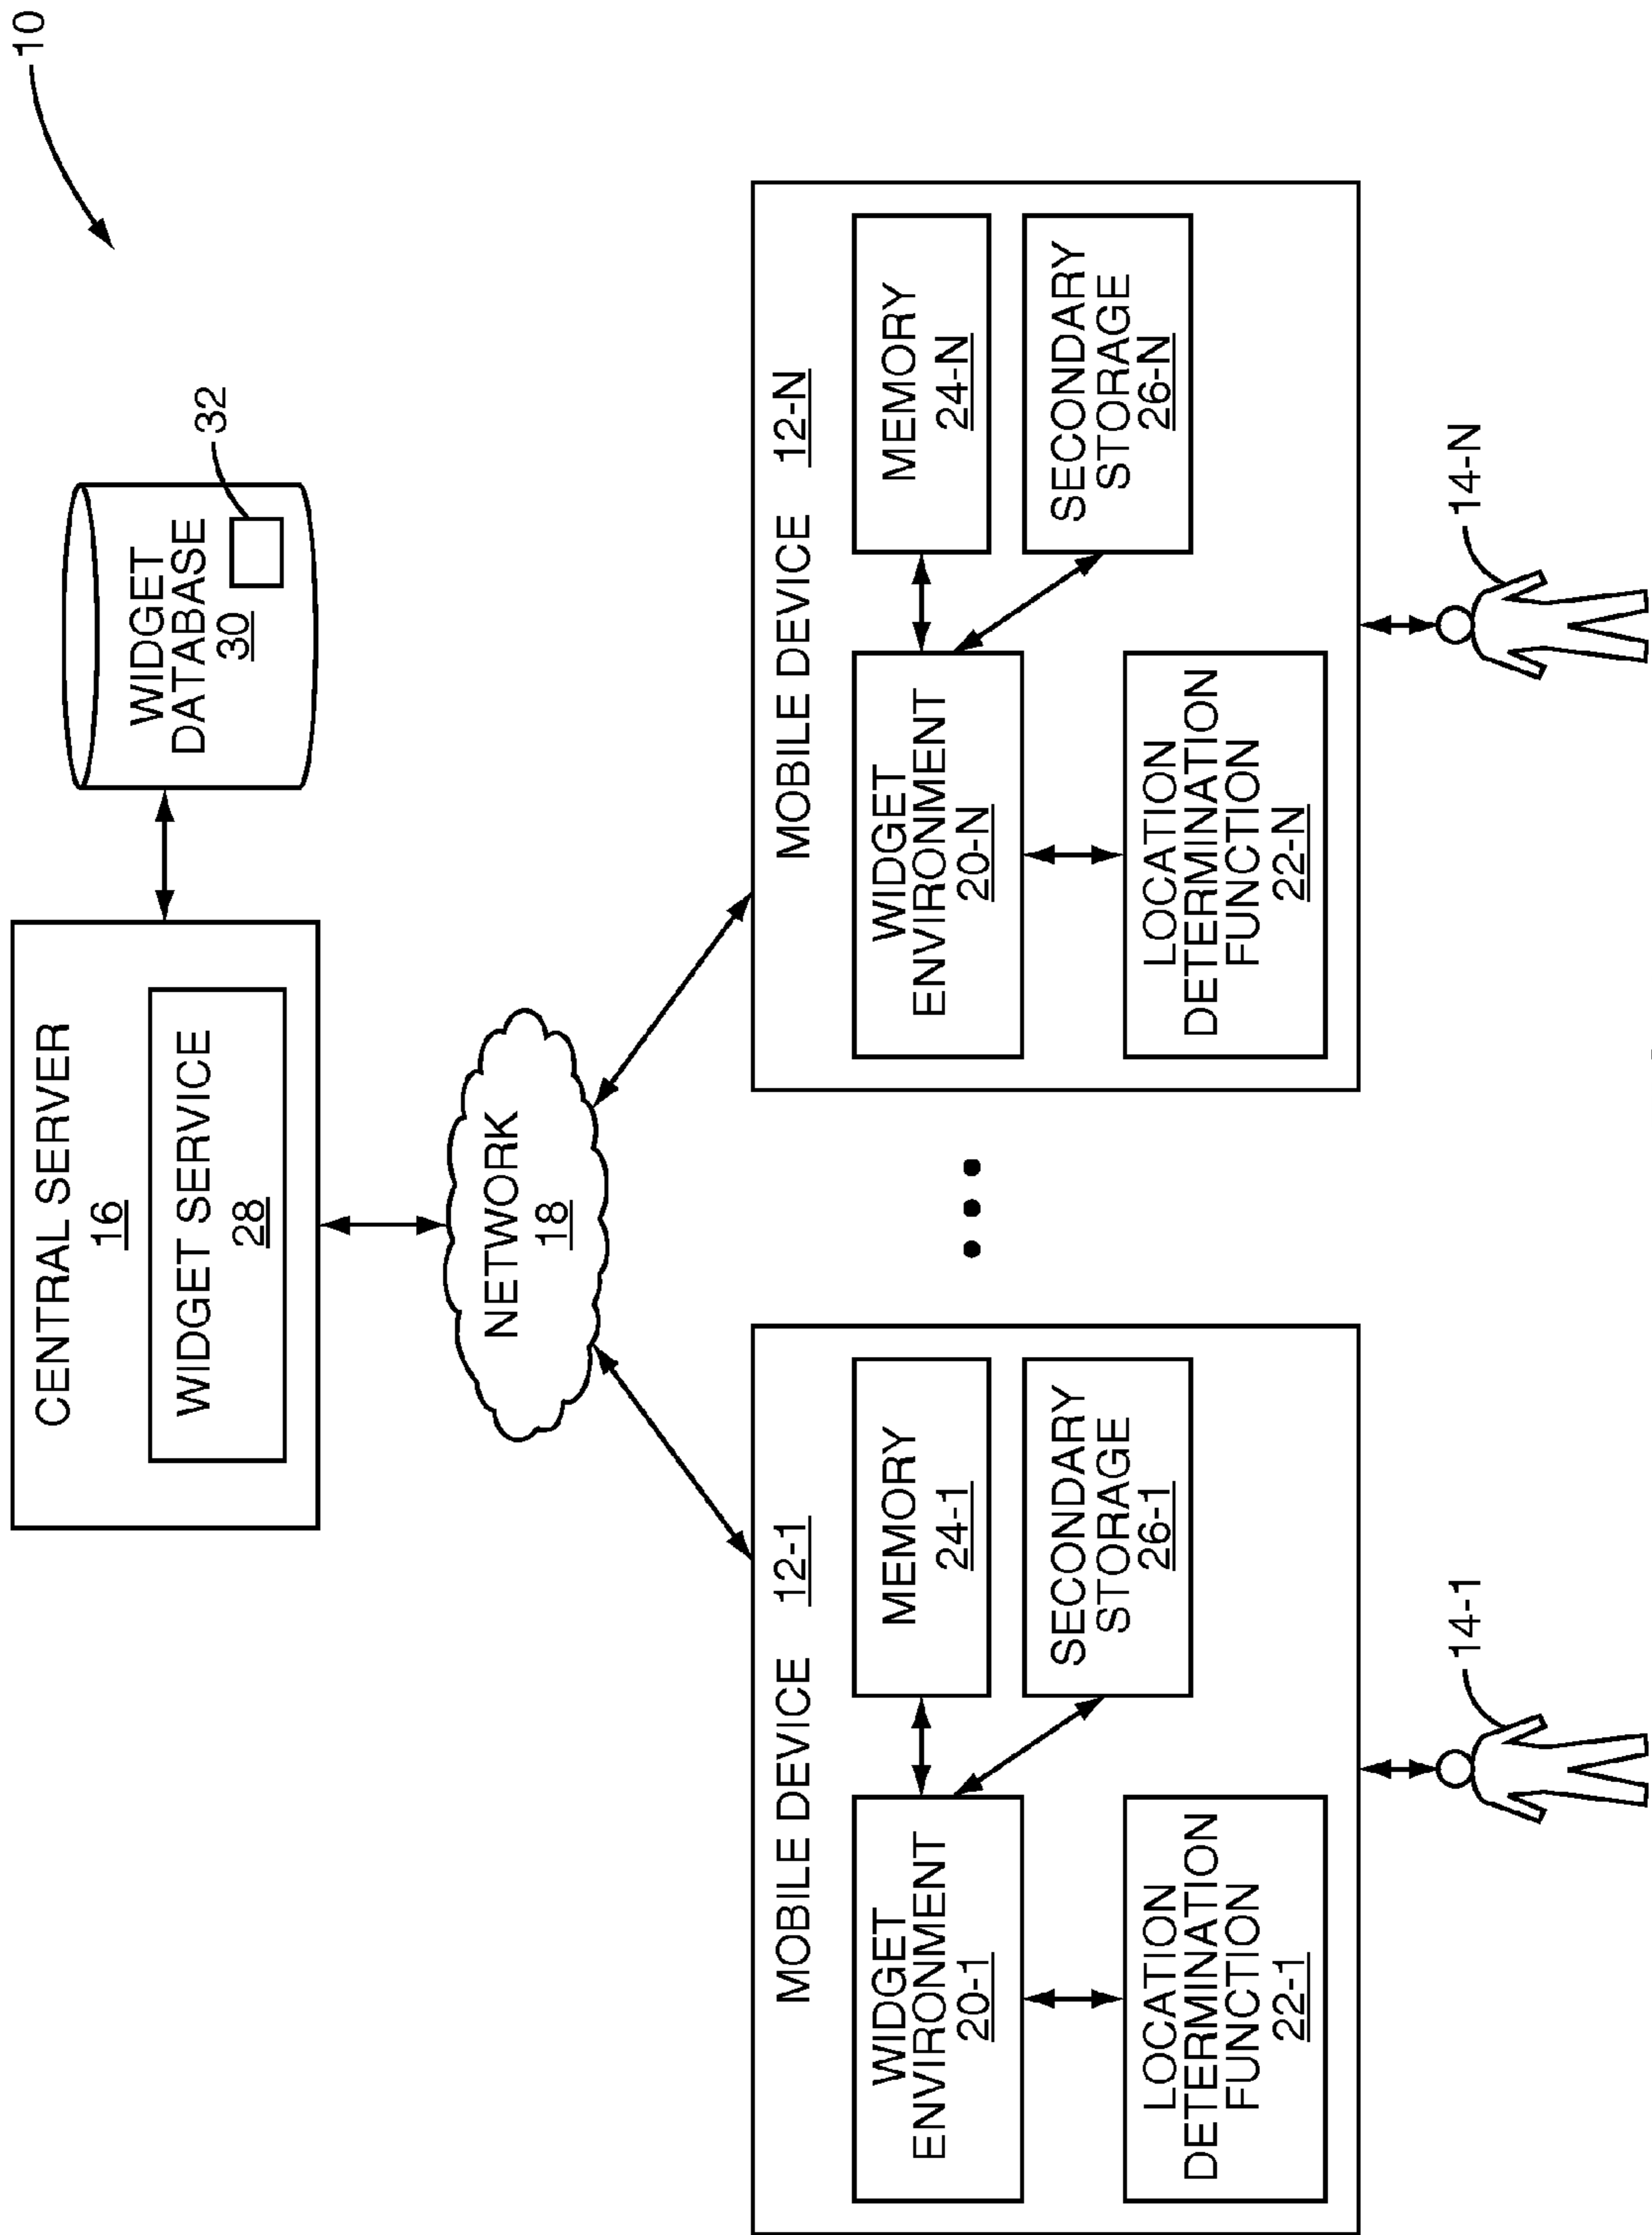 10
CENTRAL SERVER
16
WIDGET SERVICE
28
WIDGET
DATABASE
30
32
NETWORK
18
MOBILE DEVICE 12-1
WIDGET
ENVIRONMENT
20-1
MEMORY
24-1
SECONDARY
STORAGE
26-1
LOCATION
DETERMINATION
FUNCTION
22-1
14-1
MOBILE DEVICE 12-N
WIDGET
ENVIRONMENT
20-N
MEMORY
24-N
SECONDARY
STORAGE
26-N
LOCATION
DETERMINATION
FUNCTION
22-N
14-N